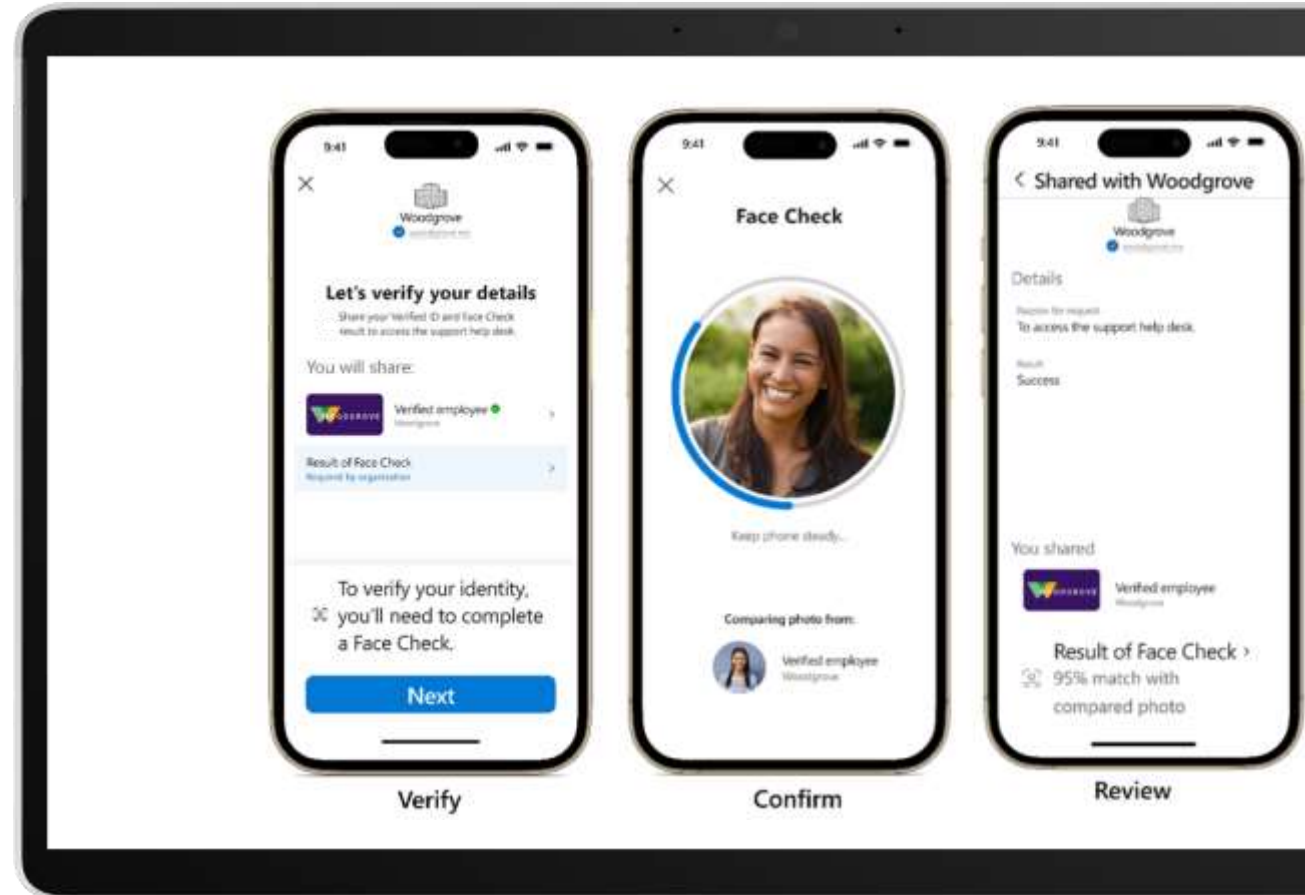 9:41
Woodgrove
Let's verify your details
Share your Verified ID and Face Check
result to access the support help desk.
You will share:
WOODGROVE
Verified employee
Woodgrove
Result of Face Check
Required by organization
To verify your identity,
you'll need to complete
a Face Check.
Next
Verify
9:41
Face Check
Keep phone steady...
Comparing photo from:
Verified employee
Woodgrove
Confirm
9:41
Shared with Woodgrove
Woodgrove
Details
Reason for request
To access the support help desk.
Result
Success
You shared
WOODGROVE
Verified employee
Woodgrove
Result of Face Check
95% match with
compared photo
Review